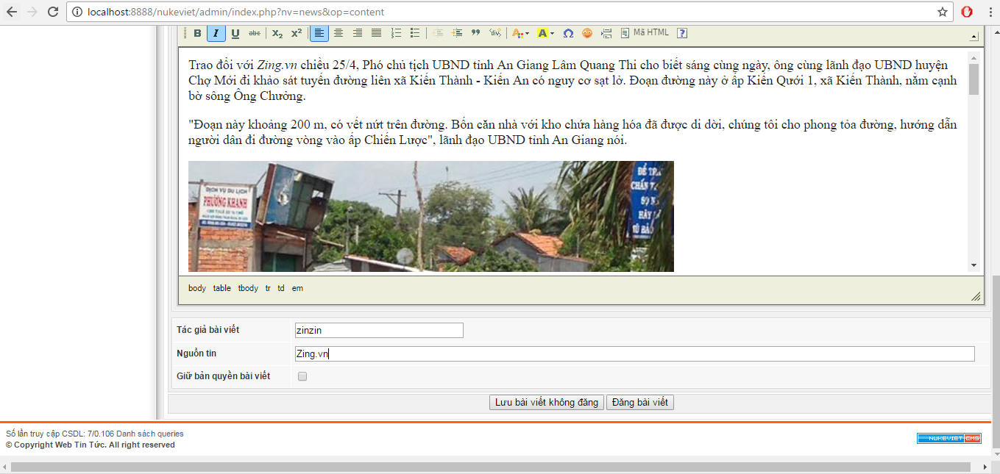 localhost:8888/nukeviet/admin/index.php?nv=news&op=content
B I U abc X₂ X² Mã HTML
Trao đổi với Zing.vn chiều 25/4, Phó chủ tịch UBND tỉnh An Giang Lâm Quang Thi cho biết sáng cùng ngày, ông cùng lãnh đạo UBND huyện
Chợ Mới đi khảo sát tuyến đường liên xã Kiến Thành - Kiến An có nguy cơ sạt lở. Đoạn đường này ở ấp Kiến Qưới 1, xã Kiến Thành, nằm cạnh
bờ sông Ông Chưởng.
"Đoạn này khoảng 200 m, có vết nứt trên đường. Bốn căn nhà với kho chứa hàng hóa đã được di dời, chúng tôi cho phong tỏa đường, hướng dẫn
người dân đi đường vòng vào ấp Chiến Lược", lãnh đạo UBND tỉnh An Giang nói.
DỊCH VỤ DU LỊCH
PHƯƠNG KHANH
ĐỂ TR
CHẤN T
SỌ N
HÃY
MŨ BẢO
body table tbody tr td em
Tác giả bài viết zinzin
Nguồn tin Zing.vn
Giữ bản quyền bài viết
Lưu bài viết không đăng Đăng bài viết
Số lần truy cập CSDL: 7/0.106 Danh sách queries
© Copyright Web Tin Tức. All right reserved
NUKEVIET CMS